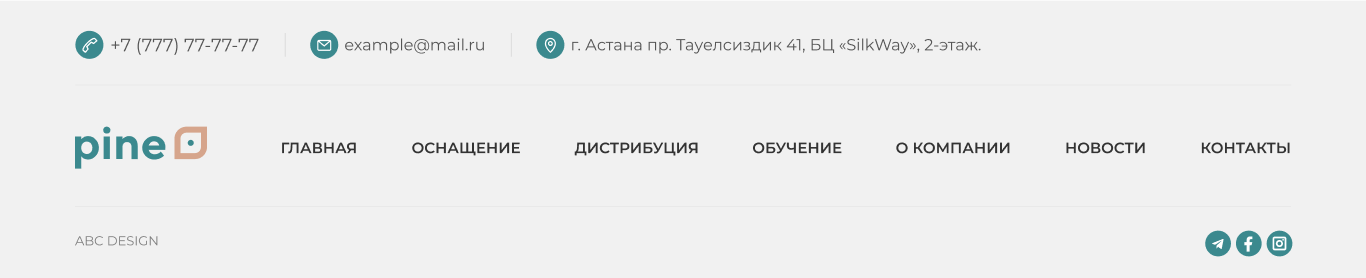 +7 (777) 77-77-77 example@mail.ru г. Астана пр. Тауелсиздик 41, БЦ «SilkWay», 2-этаж.
pine ГЛАВНАЯ ОСНАЩЕНИЕ ДИСТРИБУЦИЯ ОБУЧЕНИЕ О КОМПАНИИ НОВОСТИ КОНТАКТЫ
ABC DESIGN